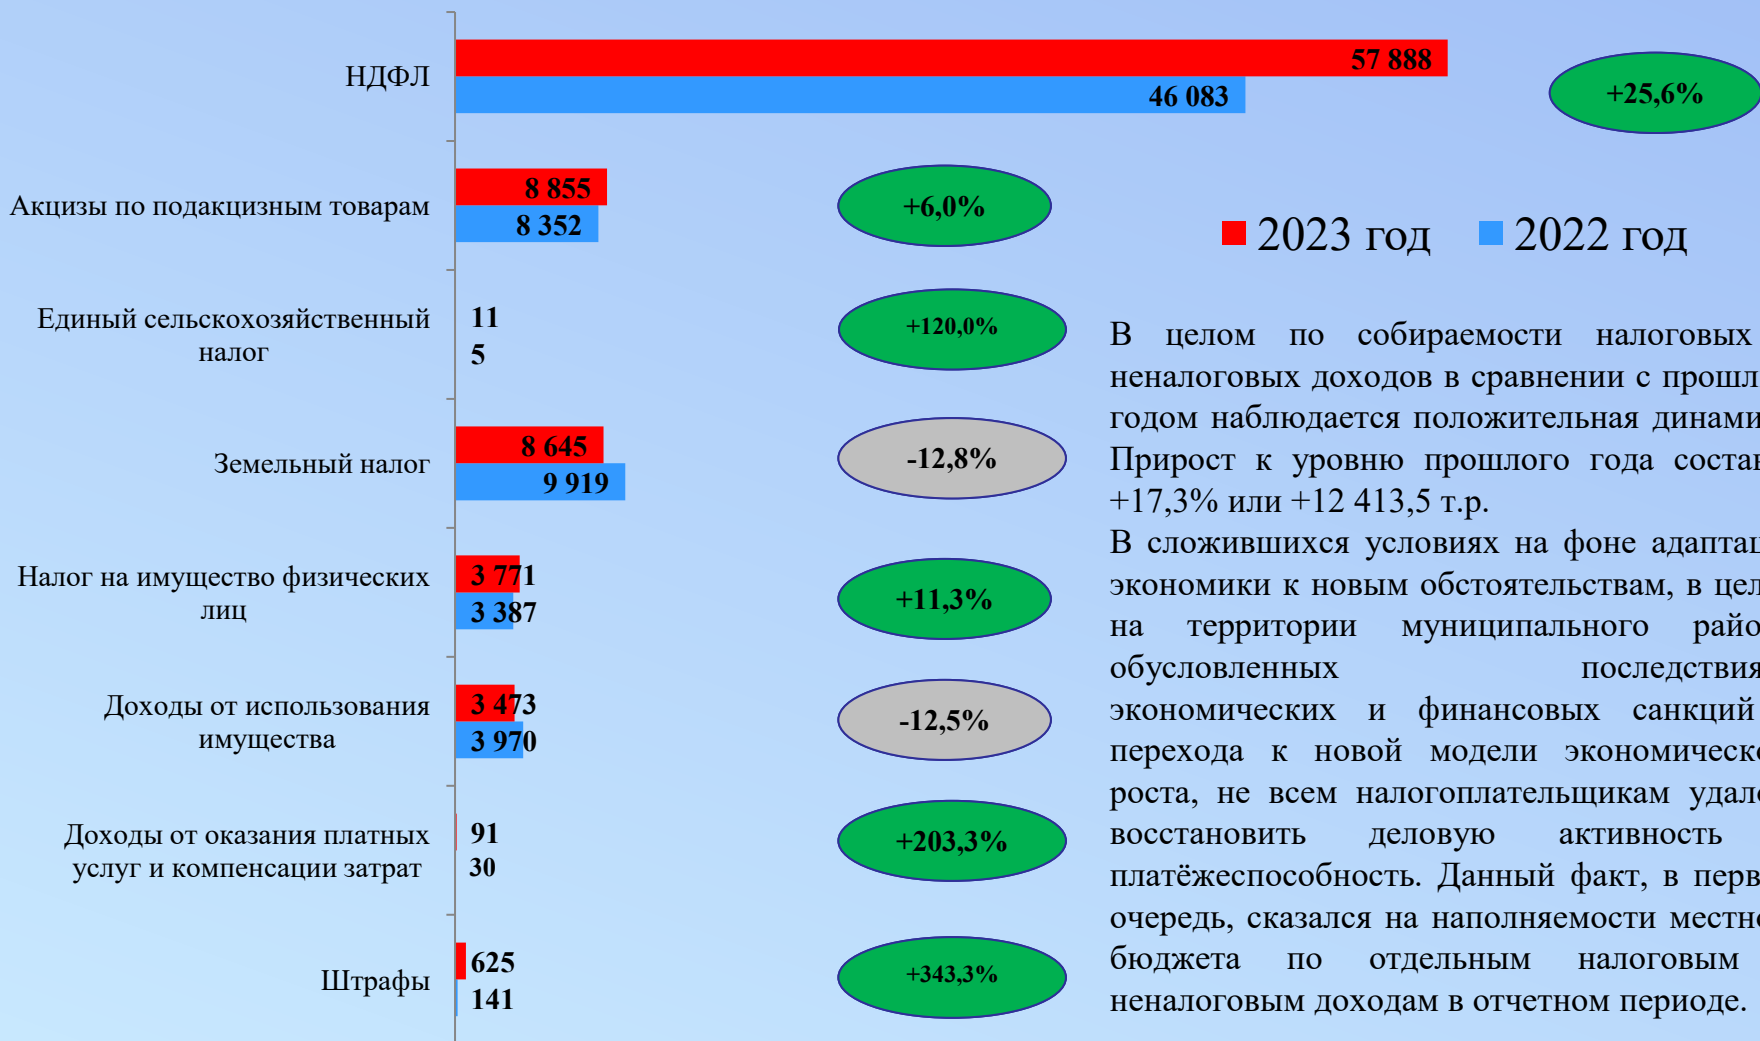 НДФЛ
57 888
46 083
+25,6%
Акцизы по подакцизным товарам
8 855
8 352
+6,0%
2023 год
2022 год
Единый сельскохозяйственный
налог
11
5
+120,0%
Земельный налог
8 645
9 919
-12,8%
Налог на имущество физических
лиц
3 771
3 387
+11,3%
Доходы от использования
имущества
3 473
3 970
-12,5%
Доходы от оказания платных
услуг и компенсации затрат
91
30
+203,3%
Штрафы
625
141
+343,3%
В целом по собираемости налоговых
неналоговых доходов в сравнении с прошл
годом наблюдается положительная динами
Прирост к уровню прошлого года состав
+17,3% или +12 413,5 т.р.
В сложившихся условиях на фоне адаптац
экономики к новым обстоятельствам, в цел
на территории муниципального райо
обусловленных последствия
экономических и финансовых санкций
перехода к новой модели экономическо
роста, не всем налогоплательщикам удало
восстановить деловую активность
платёжеспособность. Данный факт, в перв
очередь, сказался на наполняемости местно
бюджета по отдельным налоговым
неналоговым доходам в отчетном периоде.